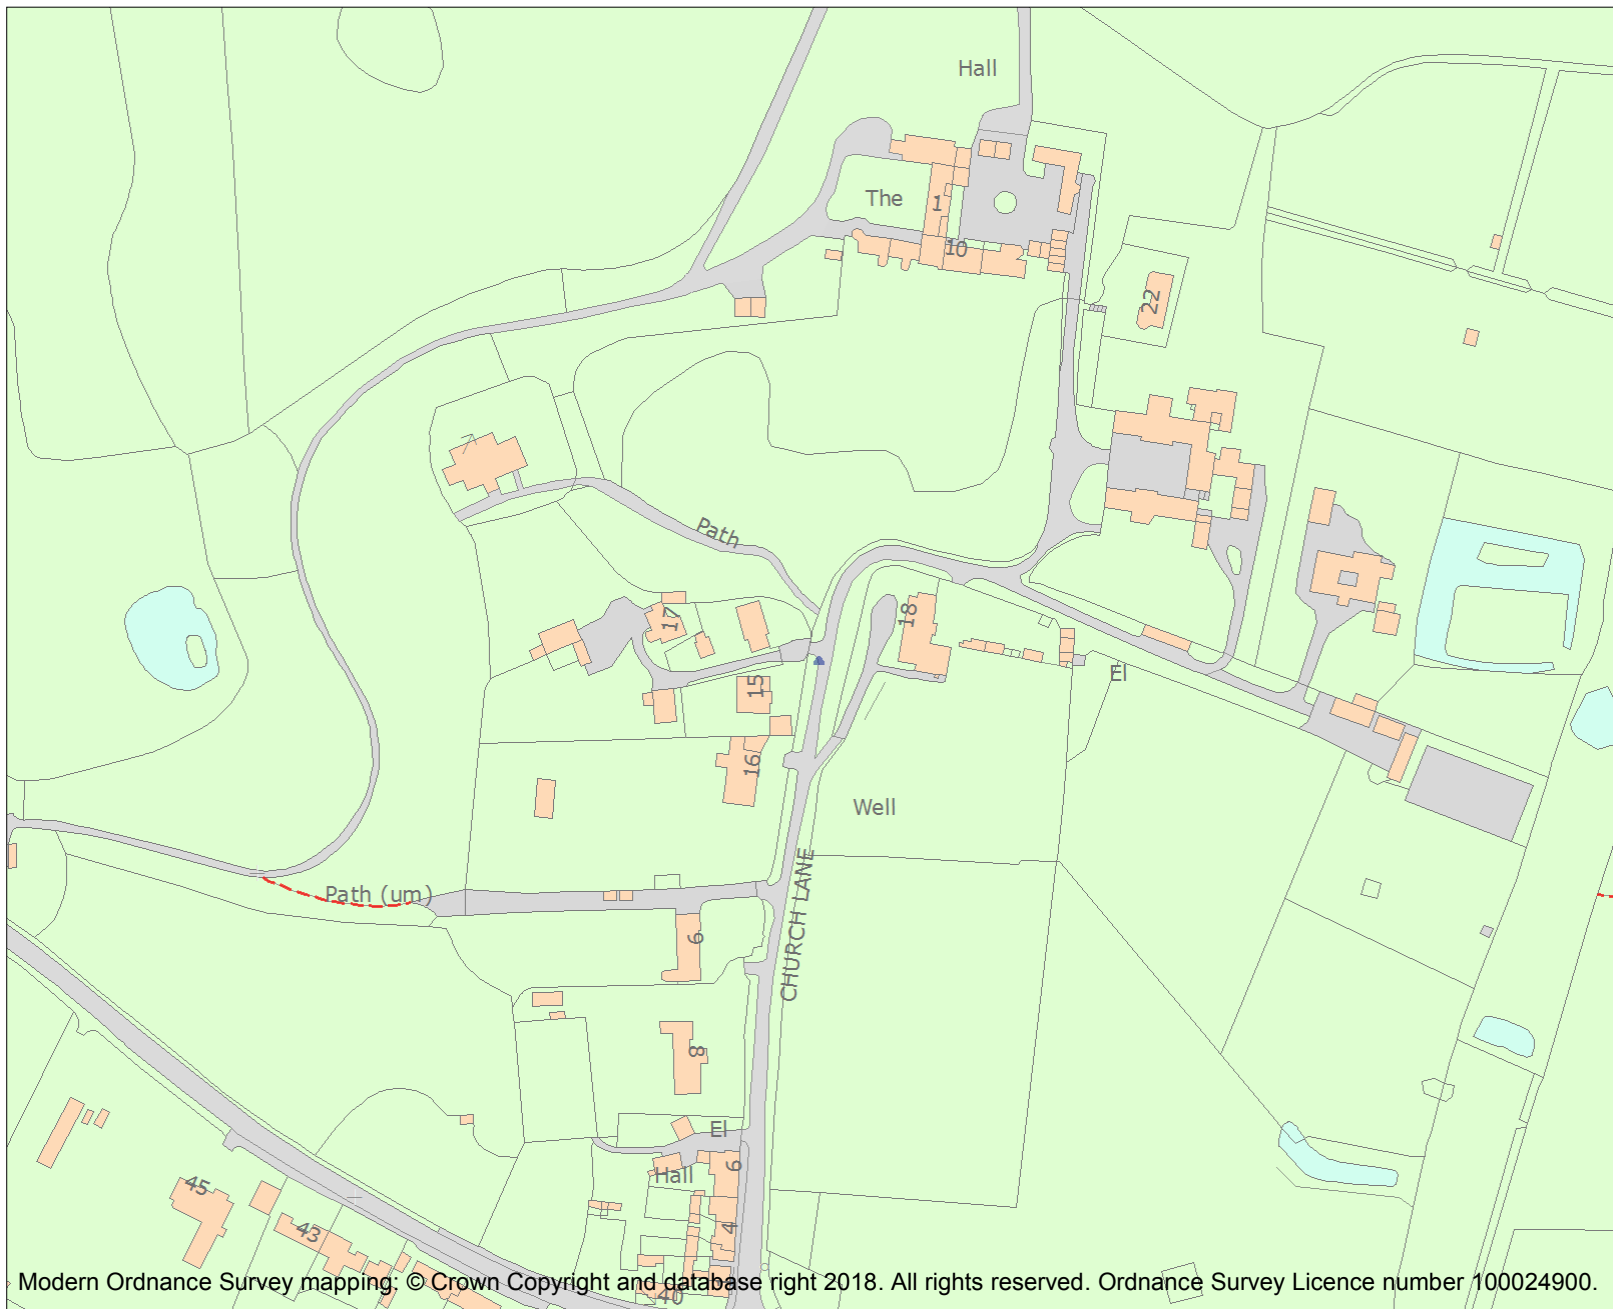 Hall
The
1
10
22
Path
17
18
El
15
16
Well
CHURCH LANE
Path (um)
9
8
El
Hall
6
45
4
43
40
Modern Ordnance Survey mapping: © Crown Copyright and database right 2018. All rights reserved. Ordnance Survey Licence number 100024900.